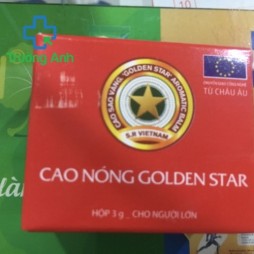 Đông Anh
CAO SAO VÀNG "GOLDEN STAR" AROMATIC BALM
S.R VIETNAM
TỪ CHÂU ÂU
CAO NÓNG GOLDEN STAR
HỘP 3 g _ CHO NGƯỜI LỚN